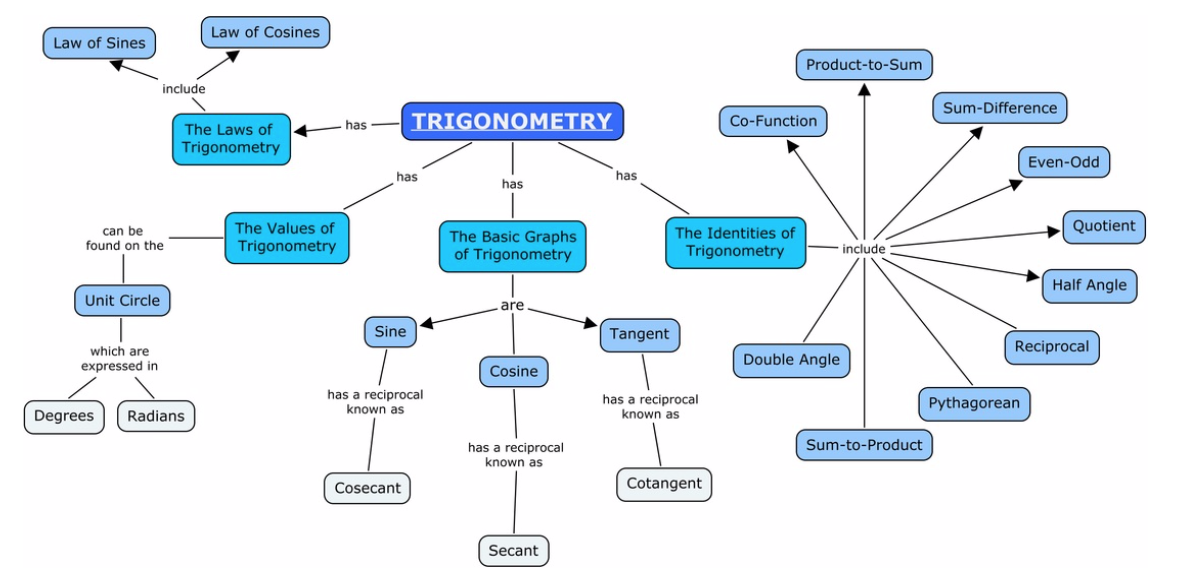 Law of Sines
Law of Cosines
include
The Laws of
Trigonometry
has
TRIGONOMETRY
has
has
has
The Values of
Trigonometry
can be
found on the
Unit Circle
which are
expressed in
Degrees
Radians
The Basic Graphs
of Trigonometry
are
Sine
Cosine
Tangent
has a reciprocal
known as
has a reciprocal
known as
has a reciprocal
known as
Cosecant
Secant
Cotangent
The Identities of
Trigonometry
include
Co-Function
Product-to-Sum
Sum-Difference
Even-Odd
Quotient
Half Angle
Reciprocal
Pythagorean
Sum-to-Product
Double Angle